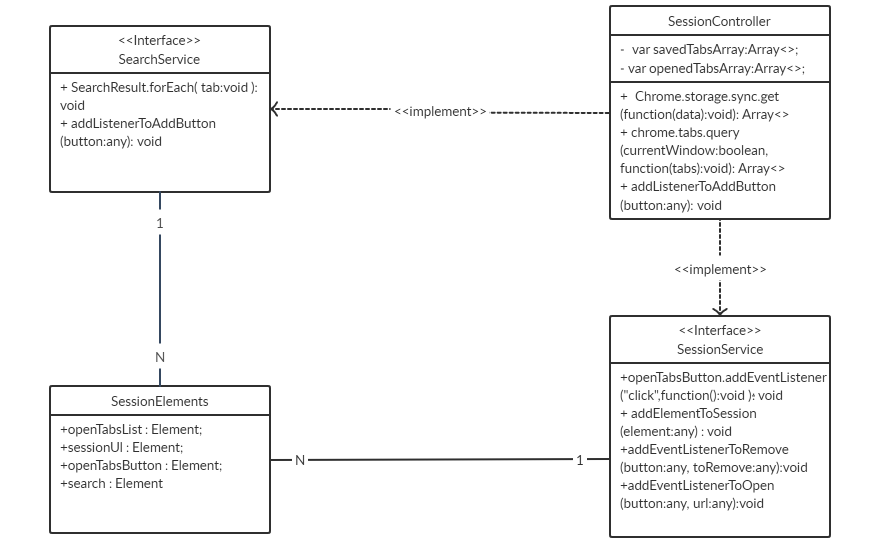 <<Interface>>
SearchService
+ SearchResult.forEach( tab:void ):
void
+ addListenerToAddButton
(button:any): void
<<implement>>
SessionController
-  var savedTabsArray:Array<>;
- var openedTabsArray:Array<>;
+  Chrome.storage.sync.get
(function(data):void): Array<>
+ chrome.tabs.query
(currentWindow:boolean,
function(tabs):void): Array<>
+ addListenerToAddButton
(button:any): void
1
N
<<implement>>
SessionElements
+openTabsList : Element;
+sessionUl : Element;
+openTabsButton : Element;
+search : Element
N
1
<<Interface>>
SessionService
+openTabsButton.addEventListener
("click",function():void ): void
+ addElementToSession
(element:any) : void
+addEventListenerToRemove
(button:any, toRemove:any):void
+addEventListenerToOpen
(button:any, url:any):void